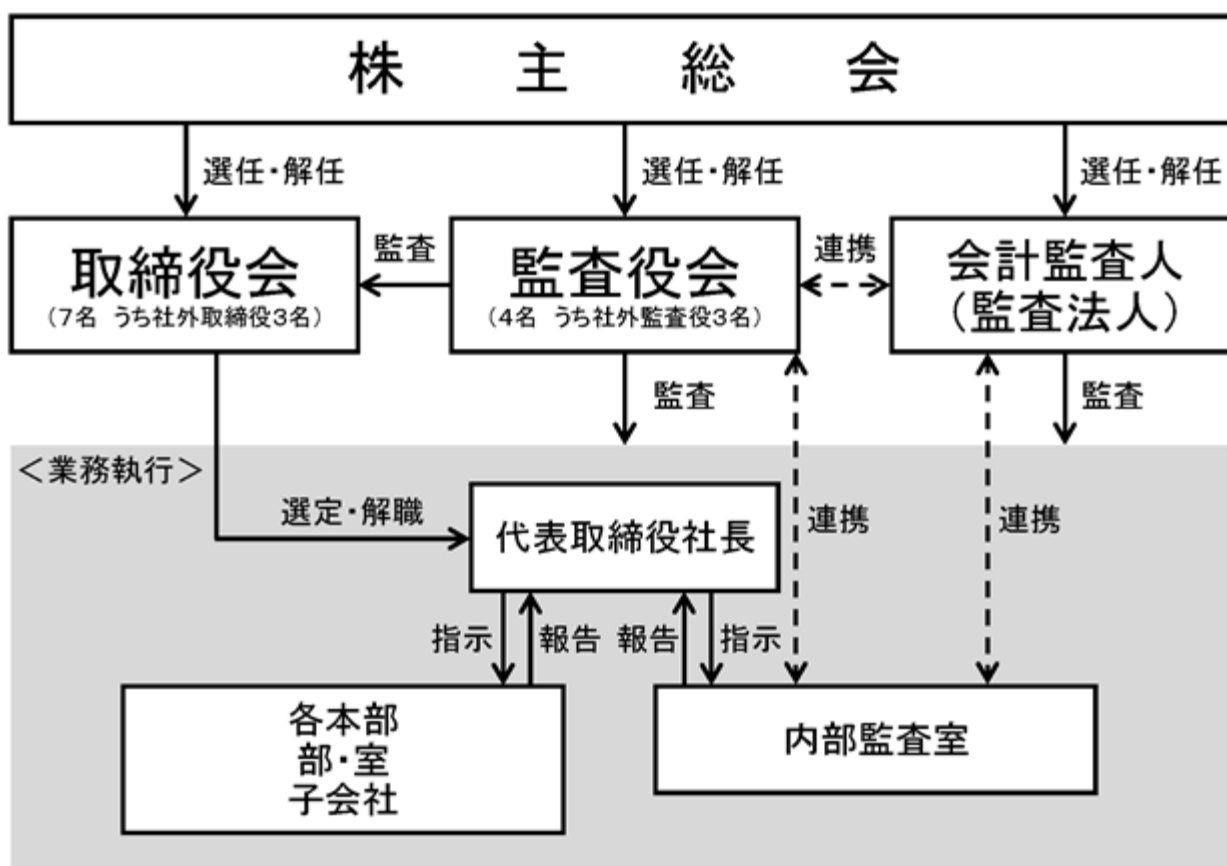 株主総会
選任・解任
選任・解任
選任・解任
取締役会
(7名 うち社外取締役3名)
監査
監査役会
(4名 うち社外監査役3名)
連携
会計監査人
(監査法人)
監査
監査
<業務執行>
選定・解職
代表取締役社長
連携
連携
指示
報告
報告
指示
各本部
部・室
子会社
内部監査室